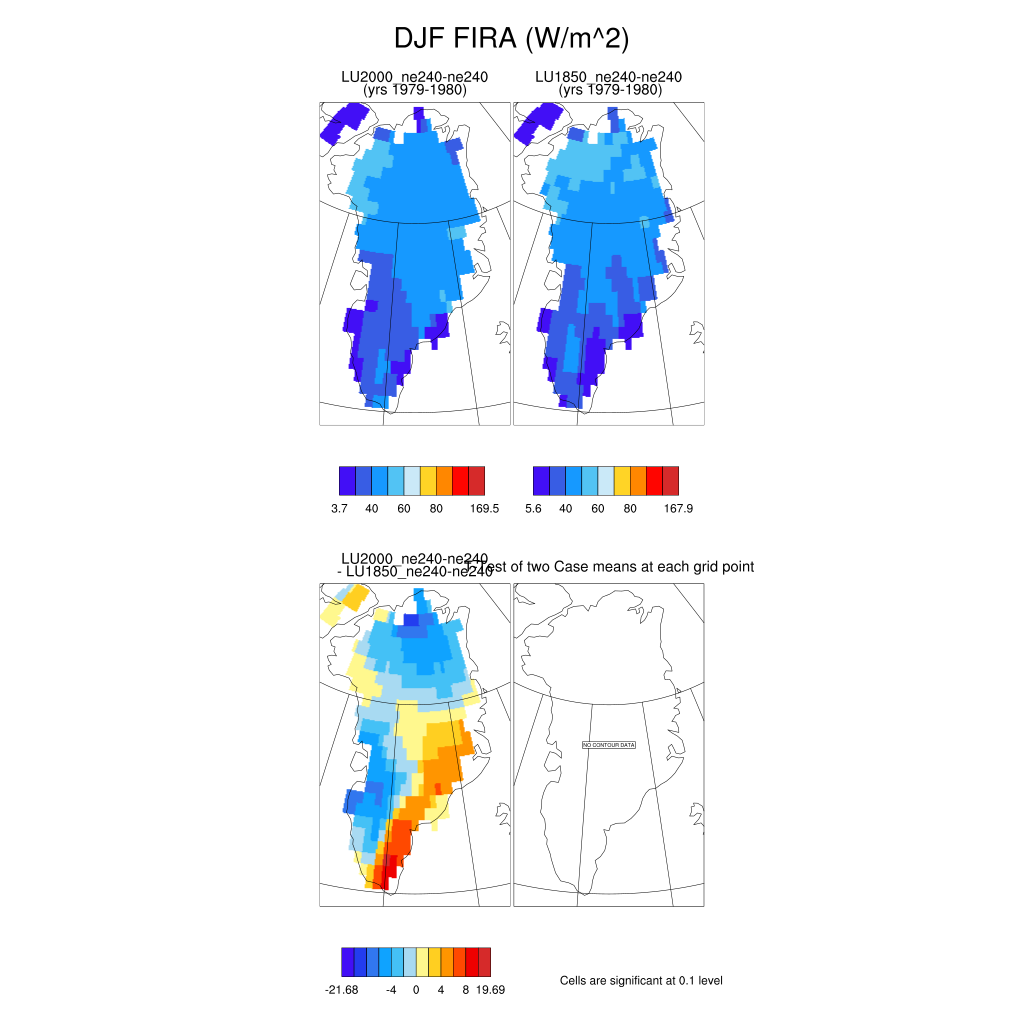 DJF FIRA (W/m^2)
LU2000_ne240-ne240
(yrs 1979-1980)
LU1850_ne240-ne240
(yrs 1979-1980)
3.7 40 60 80 169.5
5.6 40 60 80 167.9
LU2000_ne240-ne240
- LU1850_ne240-ne240
T-Test of two Case means at each grid point
NO CONTOUR DATA
-21.68 -4 0 4 8 19.69
Cells are significant at 0.1 level